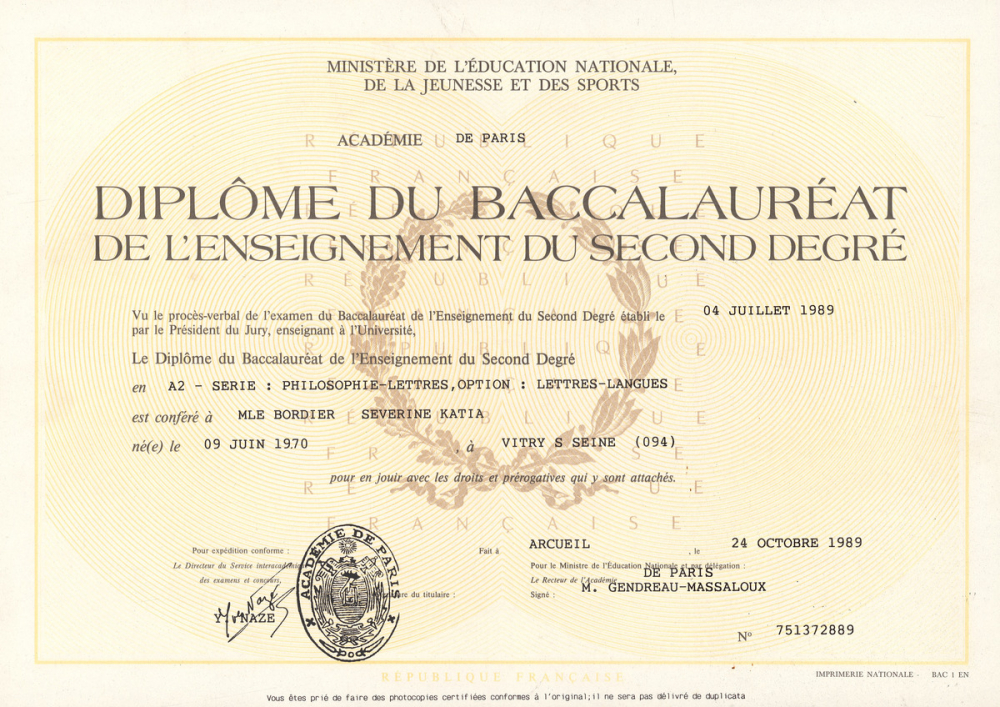 MINISTÈRE DE L'ÉDUCATION NATIONALE,
DE LA JEUNESSE ET DES SPORTS
ACADÉMIE DE PARIS
DIPLÔME DU BACCALAURÉAT
DE L'ENSEIGNEMENT DU SECOND DEGRÉ
Vu le procès-verbal de l'examen du Baccalauréat de l'Enseignement du Second Degré établi le 04 JUILLET 1989
par le Président du Jury, enseignant à l'Université,
Le Diplôme du Baccalauréat de l'Enseignement du Second Degré
en A2 - SERIE : PHILOSOPHIE-LETTRES,OPTION : LETTRES-LANGUES
est conféré à MLE BORDIER SEVERINE KATIA
né(e) le 09 JUIN 1970 , à VITRY S SEINE (094)
pour en jouir avec les droits et prérogatives qui y sont attachés.
Pour expédition conforme :
Le Directeur du Service interacadémique
des examens et concours,
Y. NAZE
ACADÉMIE DE PARIS
du titulaire :
Fait à ARCUEIL , le 24 OCTOBRE 1989
Pour le Ministre de l'Éducation Nationale et par délégation :
Le Recteur de l'Académie DE PARIS
Signé : M. GENDREAU-MASSALOUX
N° 751372889
RÉPUBLIQUE FRANÇAISE
IMPRIMERIE NATIONALE - BAC 1 EN
Vous êtes prié de faire des photocopies certifiées conformes à l'original;il ne sera pas délivré de duplicata